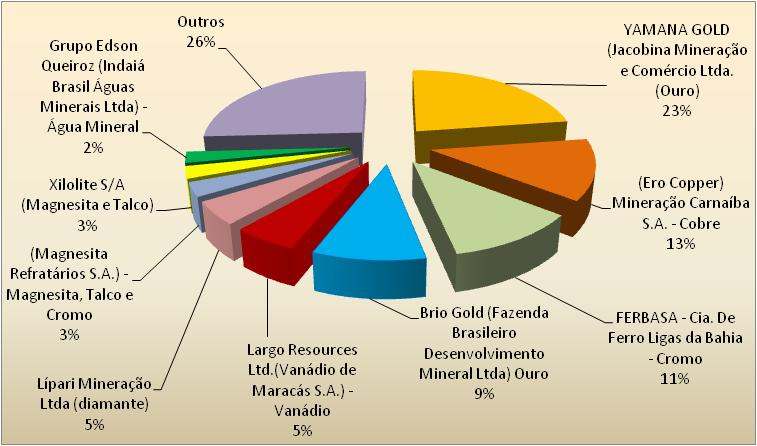 Outros
26%
YAMANA GOLD
(Jacobina Mineração
e Comércio Ltda.
(Ouro)
23%
(Ero Copper)
Mineração Carnaíba
S.A. - Cobre
13%
FERBASA - Cia. De
Ferro Ligas da Bahia
- Cromo
11%
Brio Gold (Fazenda
Brasileiro
Desenvolvimento
Mineral Ltda) Ouro
9%
Largo Resources
Ltd.(Vanádio de
Maracás S.A.) -
Vanádio
5%
Lípari Mineração
Ltda (diamante)
5%
(Magnesita
Refratários S.A.) -
Magnesita, Talco e
Cromo
3%
Xilolite S/A
(Magnesita e Talco)
3%
Grupo Edson
Queiroz (Indaiá
Brasil Águas
Minerais Ltda) -
Água Mineral
2%